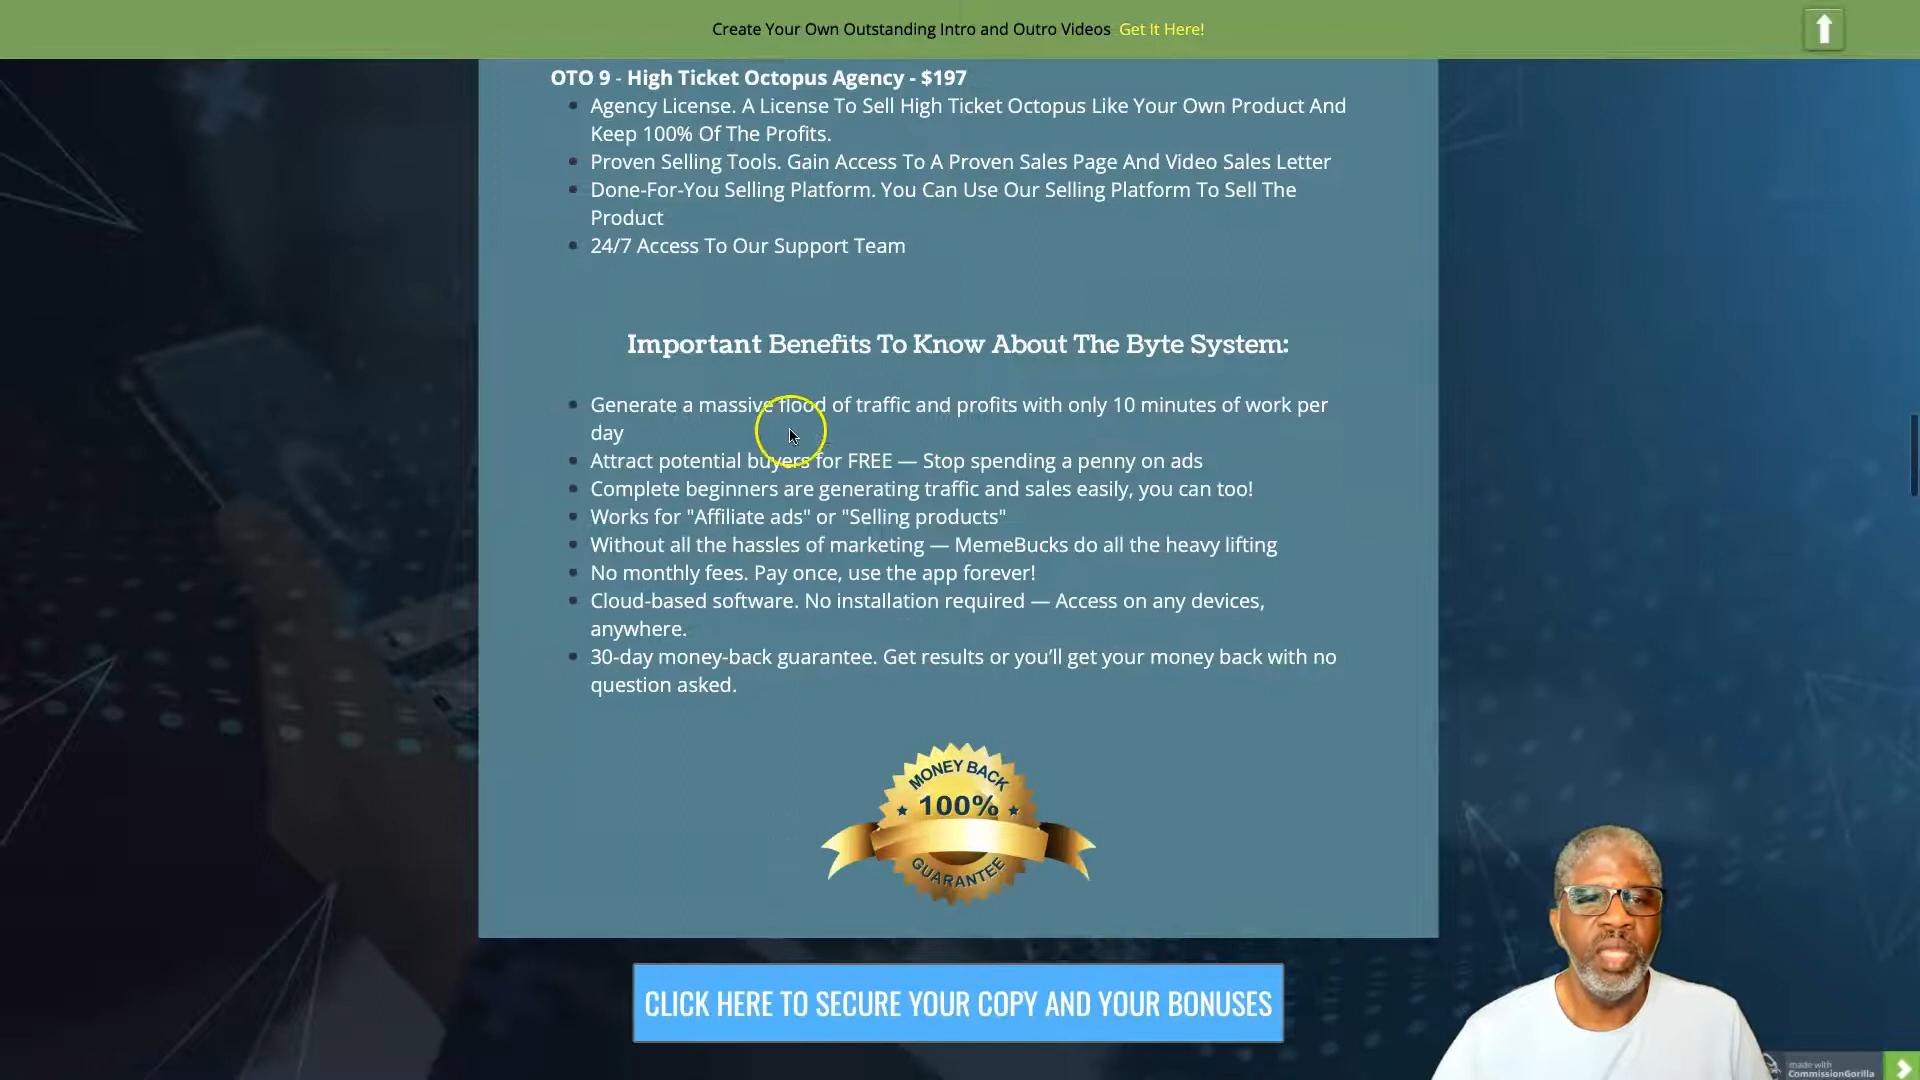 Create Your Own Outstanding Intro and Outro Videos Get It Here!
OTO 9 - High Ticket Octopus Agency - $197
Agency License. A License To Sell High Ticket Octopus Like Your Own Product And
Keep 100% Of The Profits.
Proven Selling Tools. Gain Access To A Proven Sales Page And Video Sales Letter
Done-For-You Selling Platform. You Can Use Our Selling Platform To Sell The
Product
24/7 Access To Our Support Team
Important Benefits To Know About The Byte System:
Generate a massive flood of traffic and profits with only 10 minutes of work per
day
Attract potential buyers for FREE — Stop spending a penny on ads
Complete beginners are generating traffic and sales easily, you can too!
Works for "Affiliate ads" or "Selling products"
Without all the hassles of marketing — MemeBucks do all the heavy lifting
No monthly fees. Pay once, use the app forever!
Cloud-based software. No installation required — Access on any devices,
anywhere.
30-day money-back guarantee. Get results or you’ll get your money back with no
question asked.
MONEY BACK
100%
GUARANTEE
CLICK HERE TO SECURE YOUR COPY AND YOUR BONUSES
made with
CommissionGorilla